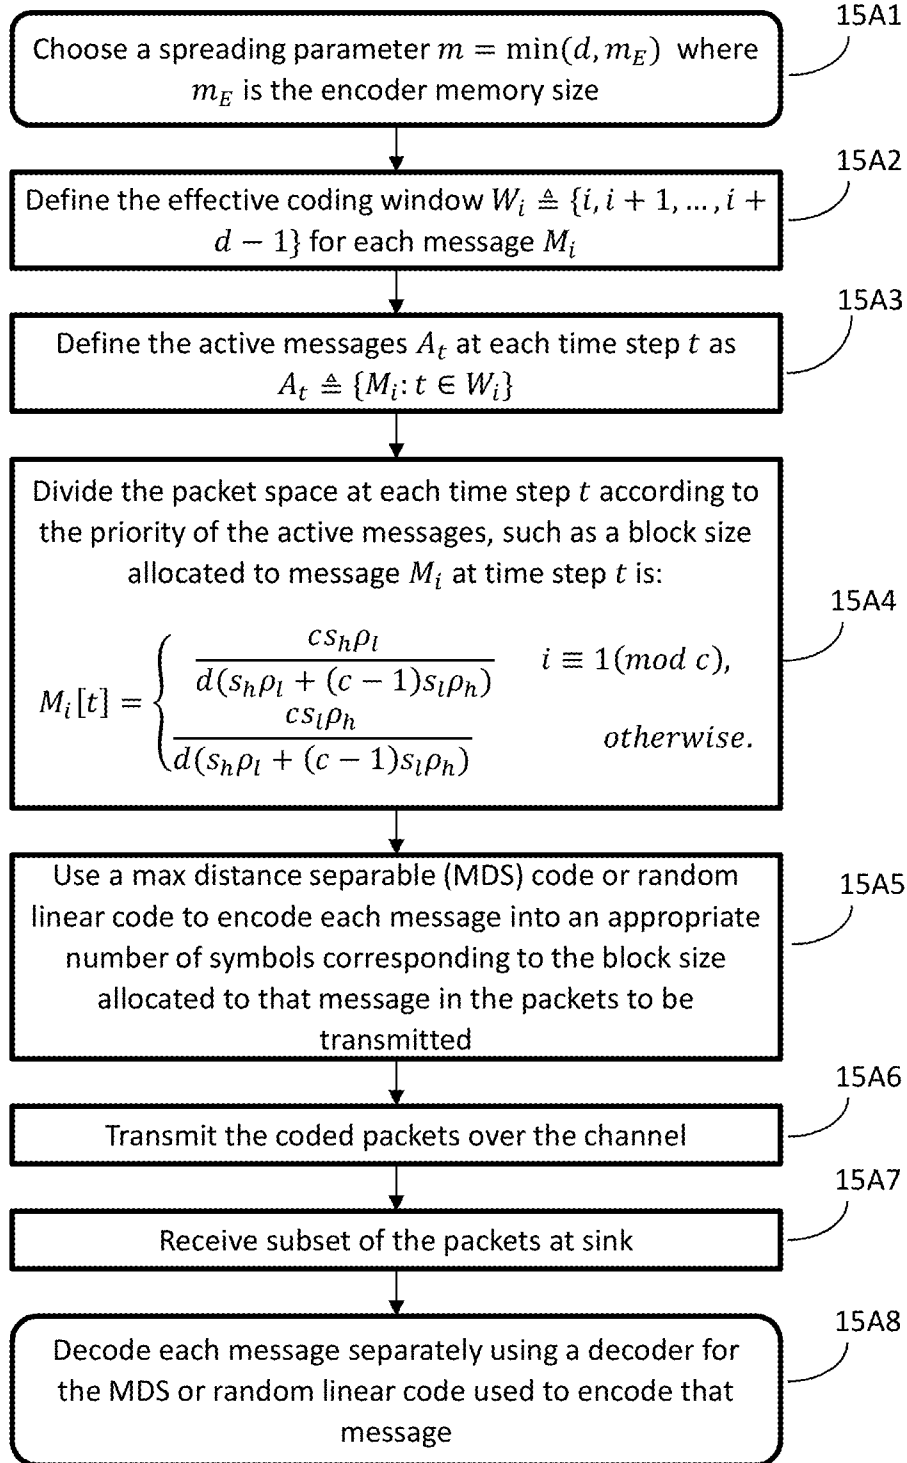 15A1
Choose a spreading parameter m = min(d, m_E) where
m_E is the encoder memory size
15A2
Define the effective coding window W_i ≜ {i, i + 1, ..., i +
d − 1} for each message M_i
15A3
Define the active messages A_t at each time step t as
A_t ≜ {M_i: t ∈ W_i}
Divide the packet space at each time step t according to
the priority of the active messages, such as a block size
allocated to message M_i at time step t is:
15A4
M_i[t] = { cs_hρ_l / d(s_hρ_l + (c − 1)s_lρ_h) i ≡ 1(mod c),
cs_lρ_h / d(s_hρ_l + (c − 1)s_lρ_h) otherwise.
15A5
Use a max distance separable (MDS) code or random
linear code to encode each message into an appropriate
number of symbols corresponding to the block size
allocated to that message in the packets to be
transmitted
15A6
Transmit the coded packets over the channel
15A7
Receive subset of the packets at sink
15A8
Decode each message separately using a decoder for
the MDS or random linear code used to encode that
message